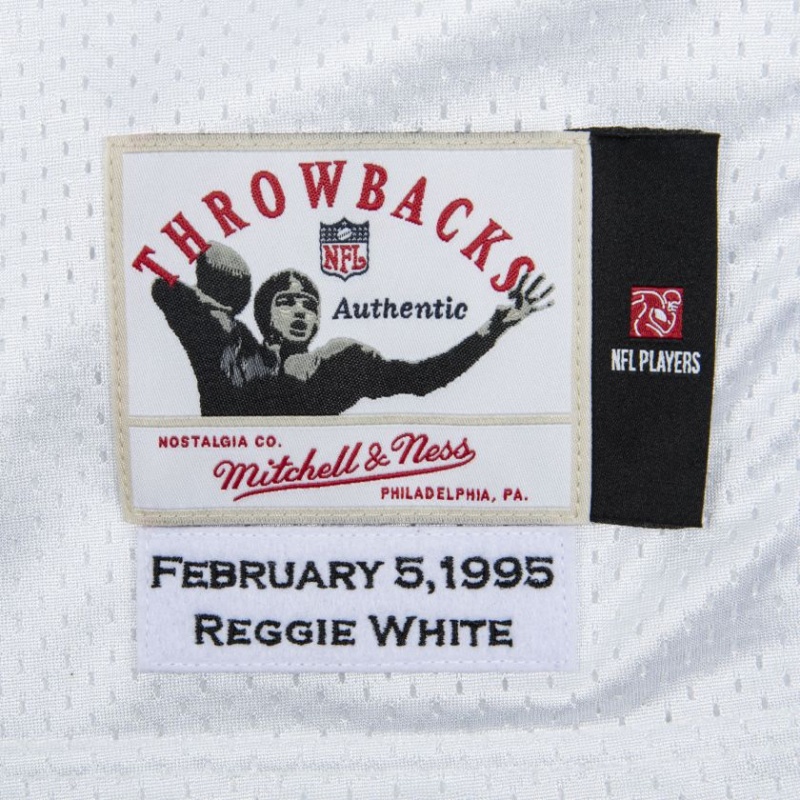 THROWBACKS
NFL
Authentic
NOSTALGIA CO.
Mitchell & Ness
PHILADELPHIA, PA.
NFL PLAYERS
FEBRUARY 5,1995
REGGIE WHITE